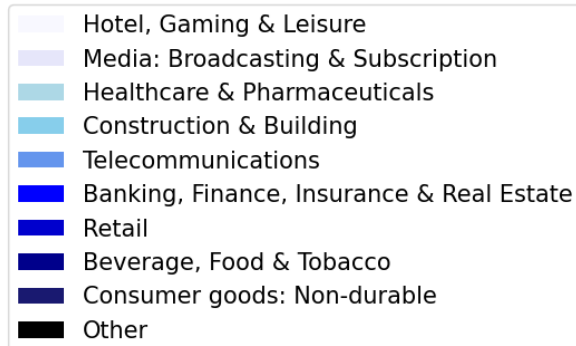 Hotel, Gaming & Leisure
Media: Broadcasting & Subscription
Healthcare & Pharmaceuticals
Construction & Building
Telecommunications
Banking, Finance, Insurance & Real Estate
Retail
Beverage, Food & Tobacco
Consumer goods: Non-durable
Other